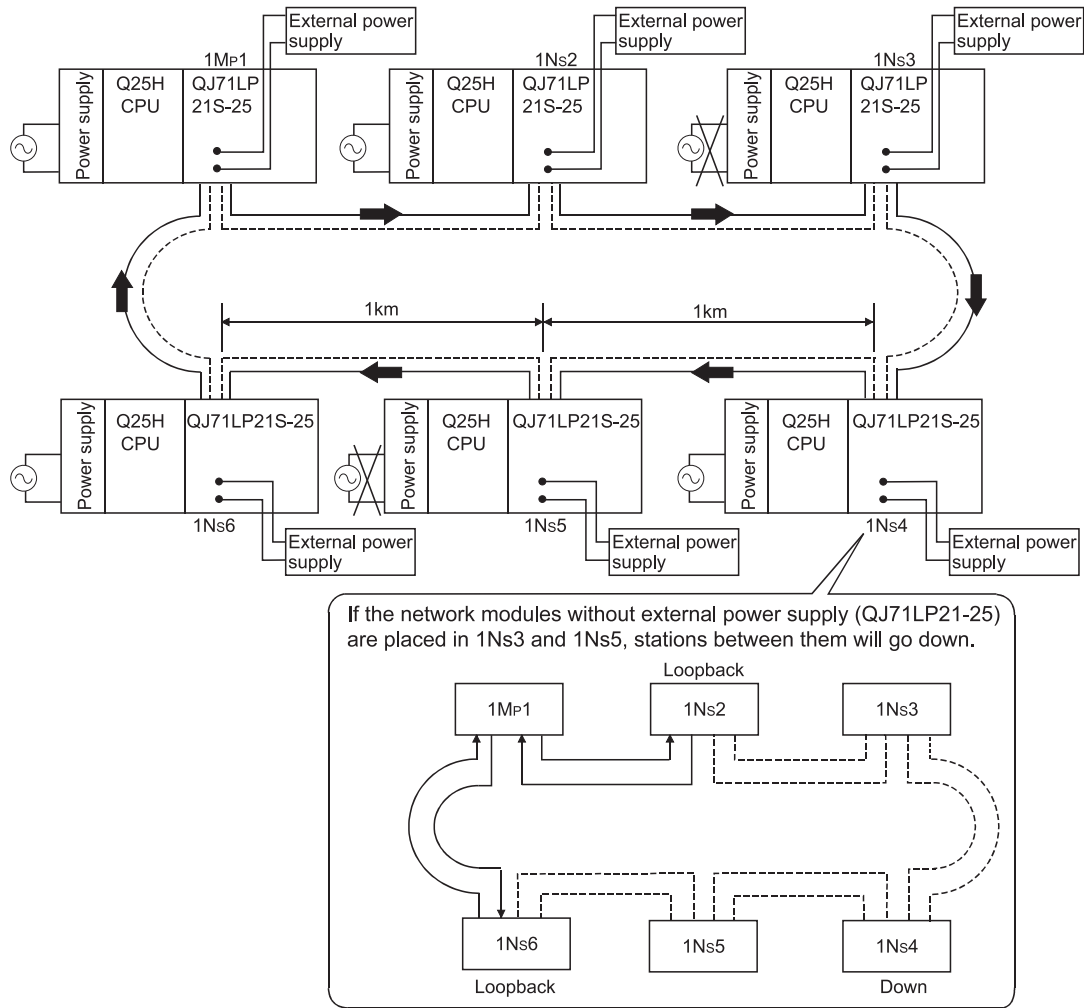 External power
supply
External power
supply
External power
supply
1MP1
1NS2
1NS3
Power supply
Q25H
CPU
QJ71LP
21S-25
Power supply
Q25H
CPU
QJ71LP
21S-25
Power supply
Q25H
CPU
QJ71LP
21S-25
1km
1km
Power supply
Q25H
CPU
QJ71LP21S-25
Power supply
Q25H
CPU
QJ71LP21S-25
Power supply
Q25H
CPU
QJ71LP21S-25
1NS6
1NS5
1NS4
External power
supply
External power
supply
External power
supply
If the network modules without external power supply (QJ71LP21-25)
are placed in 1NS3 and 1NS5, stations between them will go down.
Loopback
1MP1
1NS2
1NS3
1NS6
1NS5
1NS4
Loopback
Down